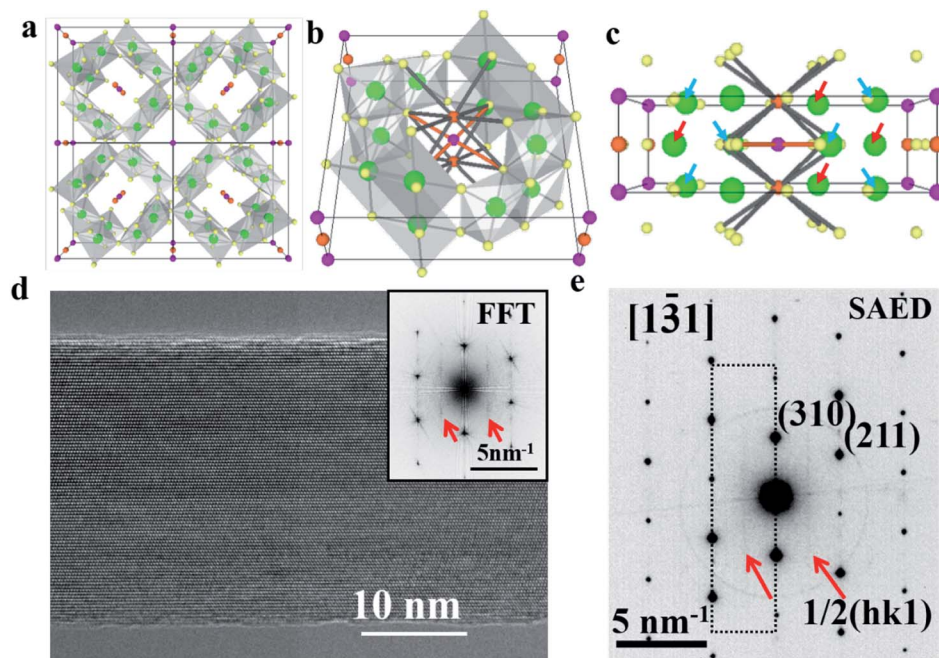 a
b
c
d
FFT
5nm⁻¹
10 nm
e
[13̄1]
SAED
(310)
(211)
1/2(hk1)
5 nm⁻¹